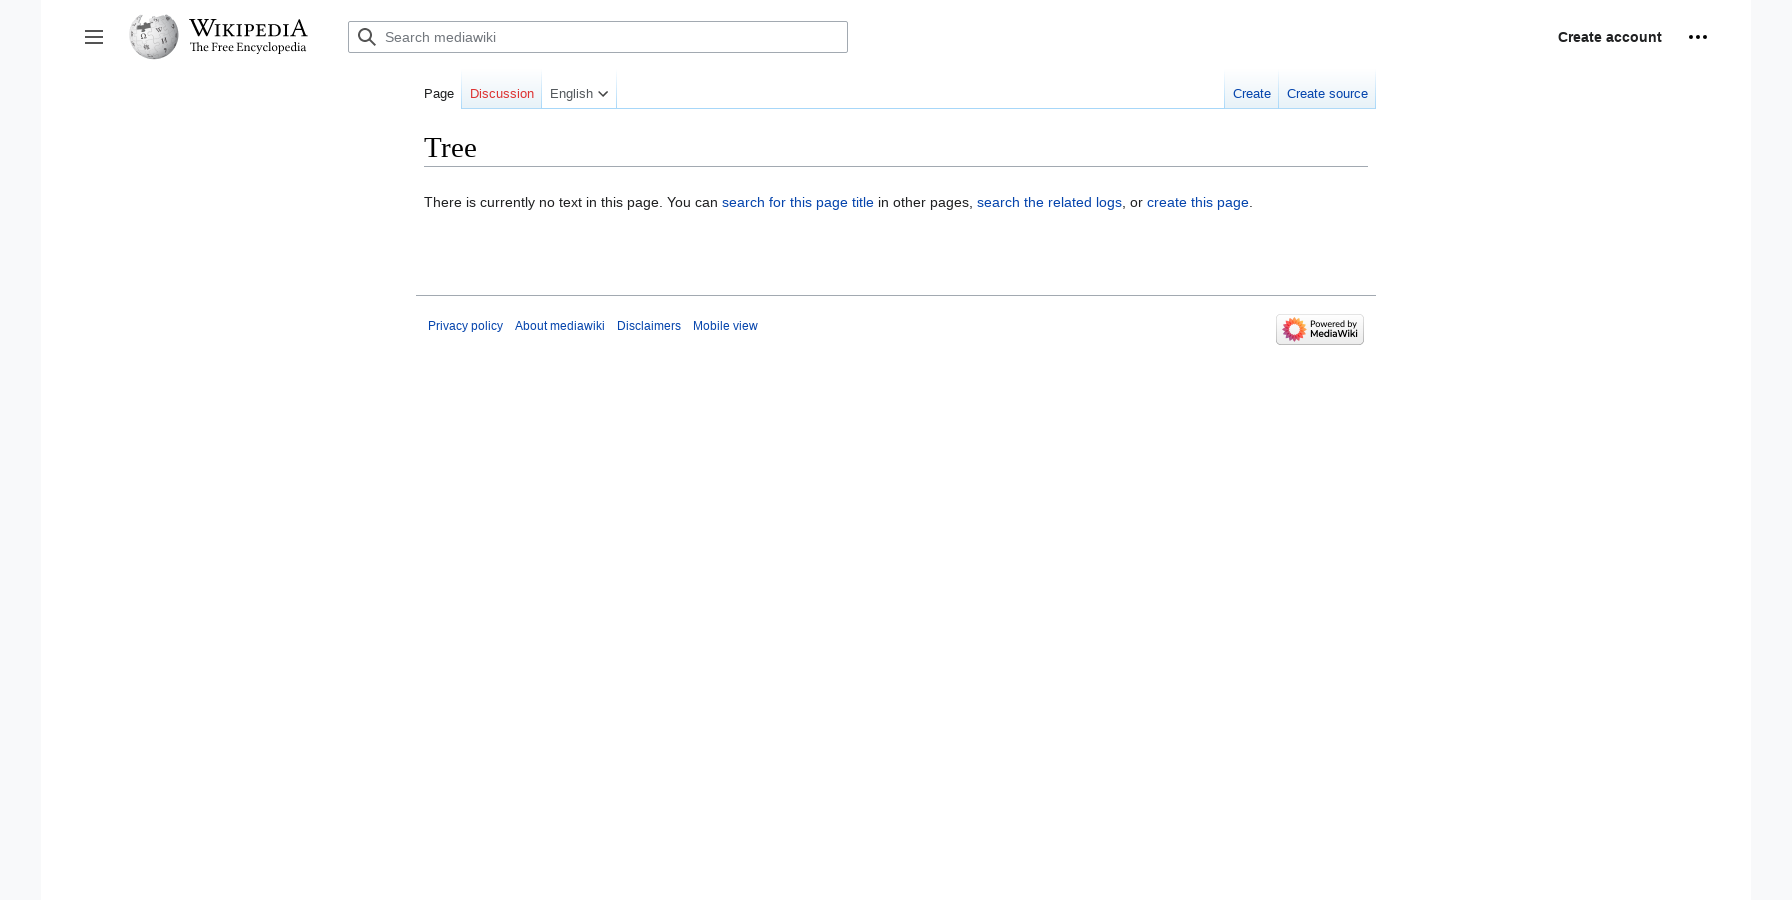 WIKIPEDIA
The Free Encyclopedia
Search mediawiki
Create account
Page
Discussion
English
Create
Create source
Tree
There is currently no text in this page. You can search for this page title in other pages, search the related logs, or create this page.
Privacy policy
About mediawiki
Disclaimers
Mobile view
Powered by
MediaWiki